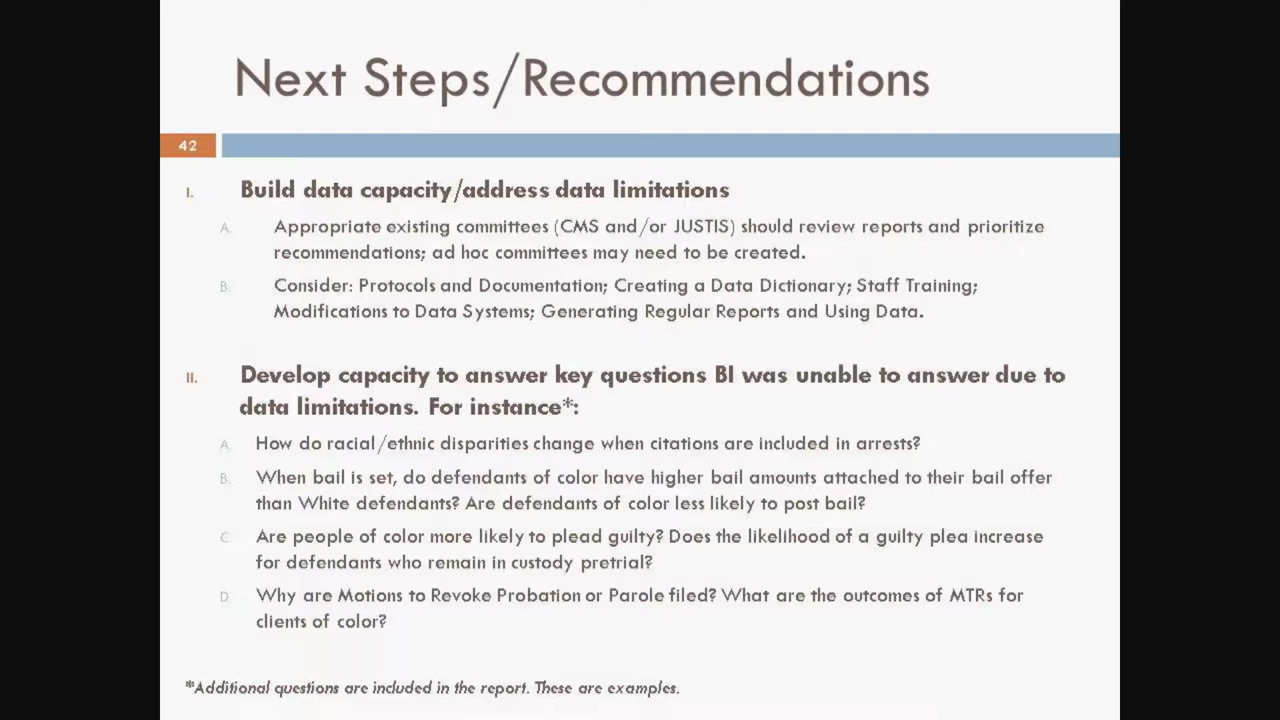 Next Steps/Recommendations
42
I. Build data capacity/address data limitations
A. Appropriate existing committees (CMS and/or JUSTIS) should review reports and prioritize
recommendations; ad hoc committees may need to be created.
B. Consider: Protocols and Documentation; Creating a Data Dictionary; Staff Training;
Modifications to Data Systems; Generating Regular Reports and Using Data.
II. Develop capacity to answer key questions BI was unable to answer due to
data limitations. For instance*:
A. How do racial/ethnic disparities change when citations are included in arrests?
B. When bail is set, do defendants of color have higher bail amounts attached to their bail offer
than White defendants? Are defendants of color less likely to post bail?
C. Are people of color more likely to plead guilty? Does the likelihood of a guilty plea increase
for defendants who remain in custody pretrial?
D. Why are Motions to Revoke Probation or Parole filed? What are the outcomes of MTRs for
clients of color?
*Additional questions are included in the report. These are examples.